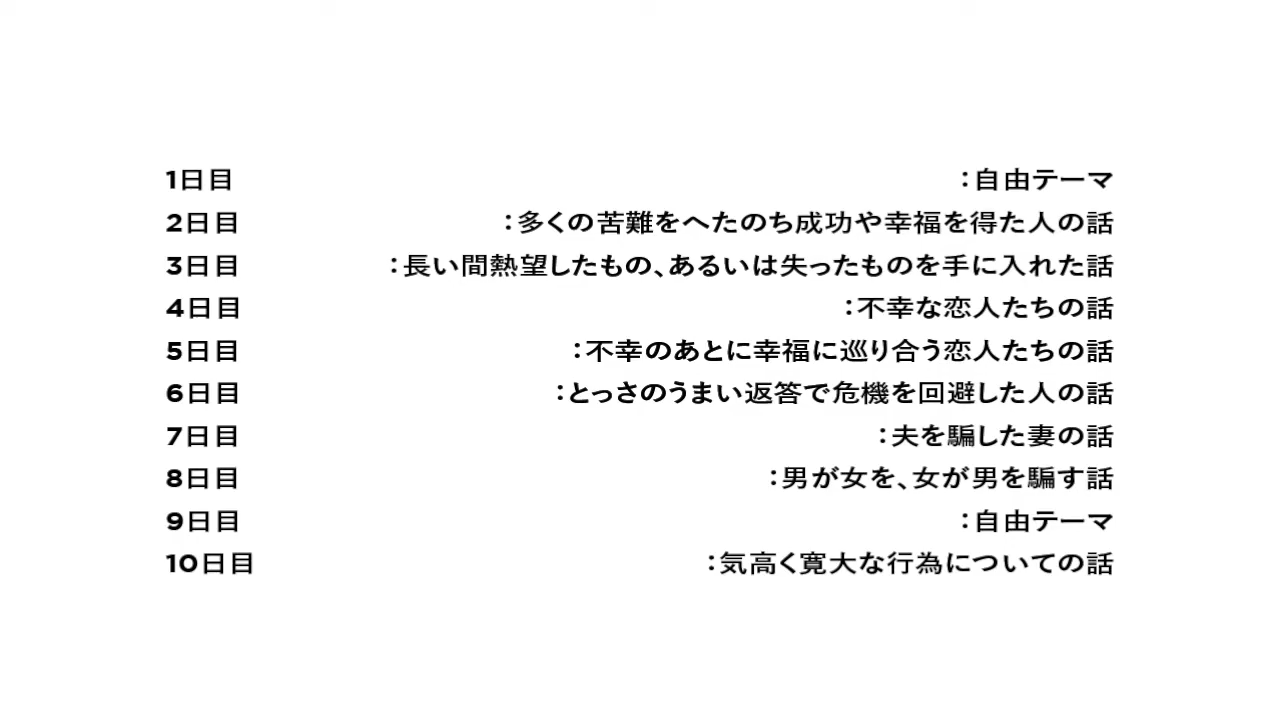 1日目：自由テーマ
2日目：多くの苦難をへたのち成功や幸福を得た人の話
3日目：長い間熱望したもの、あるいは失ったものを手に入れた話
4日目：不幸な恋人たちの話
5日目：不幸のあとに幸福に巡り合う恋人たちの話
6日目：とっさのうまい返答で危機を回避した人の話
7日目：夫を騙した妻の話
8日目：男が女を、女が男を騙す話
9日目：自由テーマ
10日目：気高く寛大な行為についての話